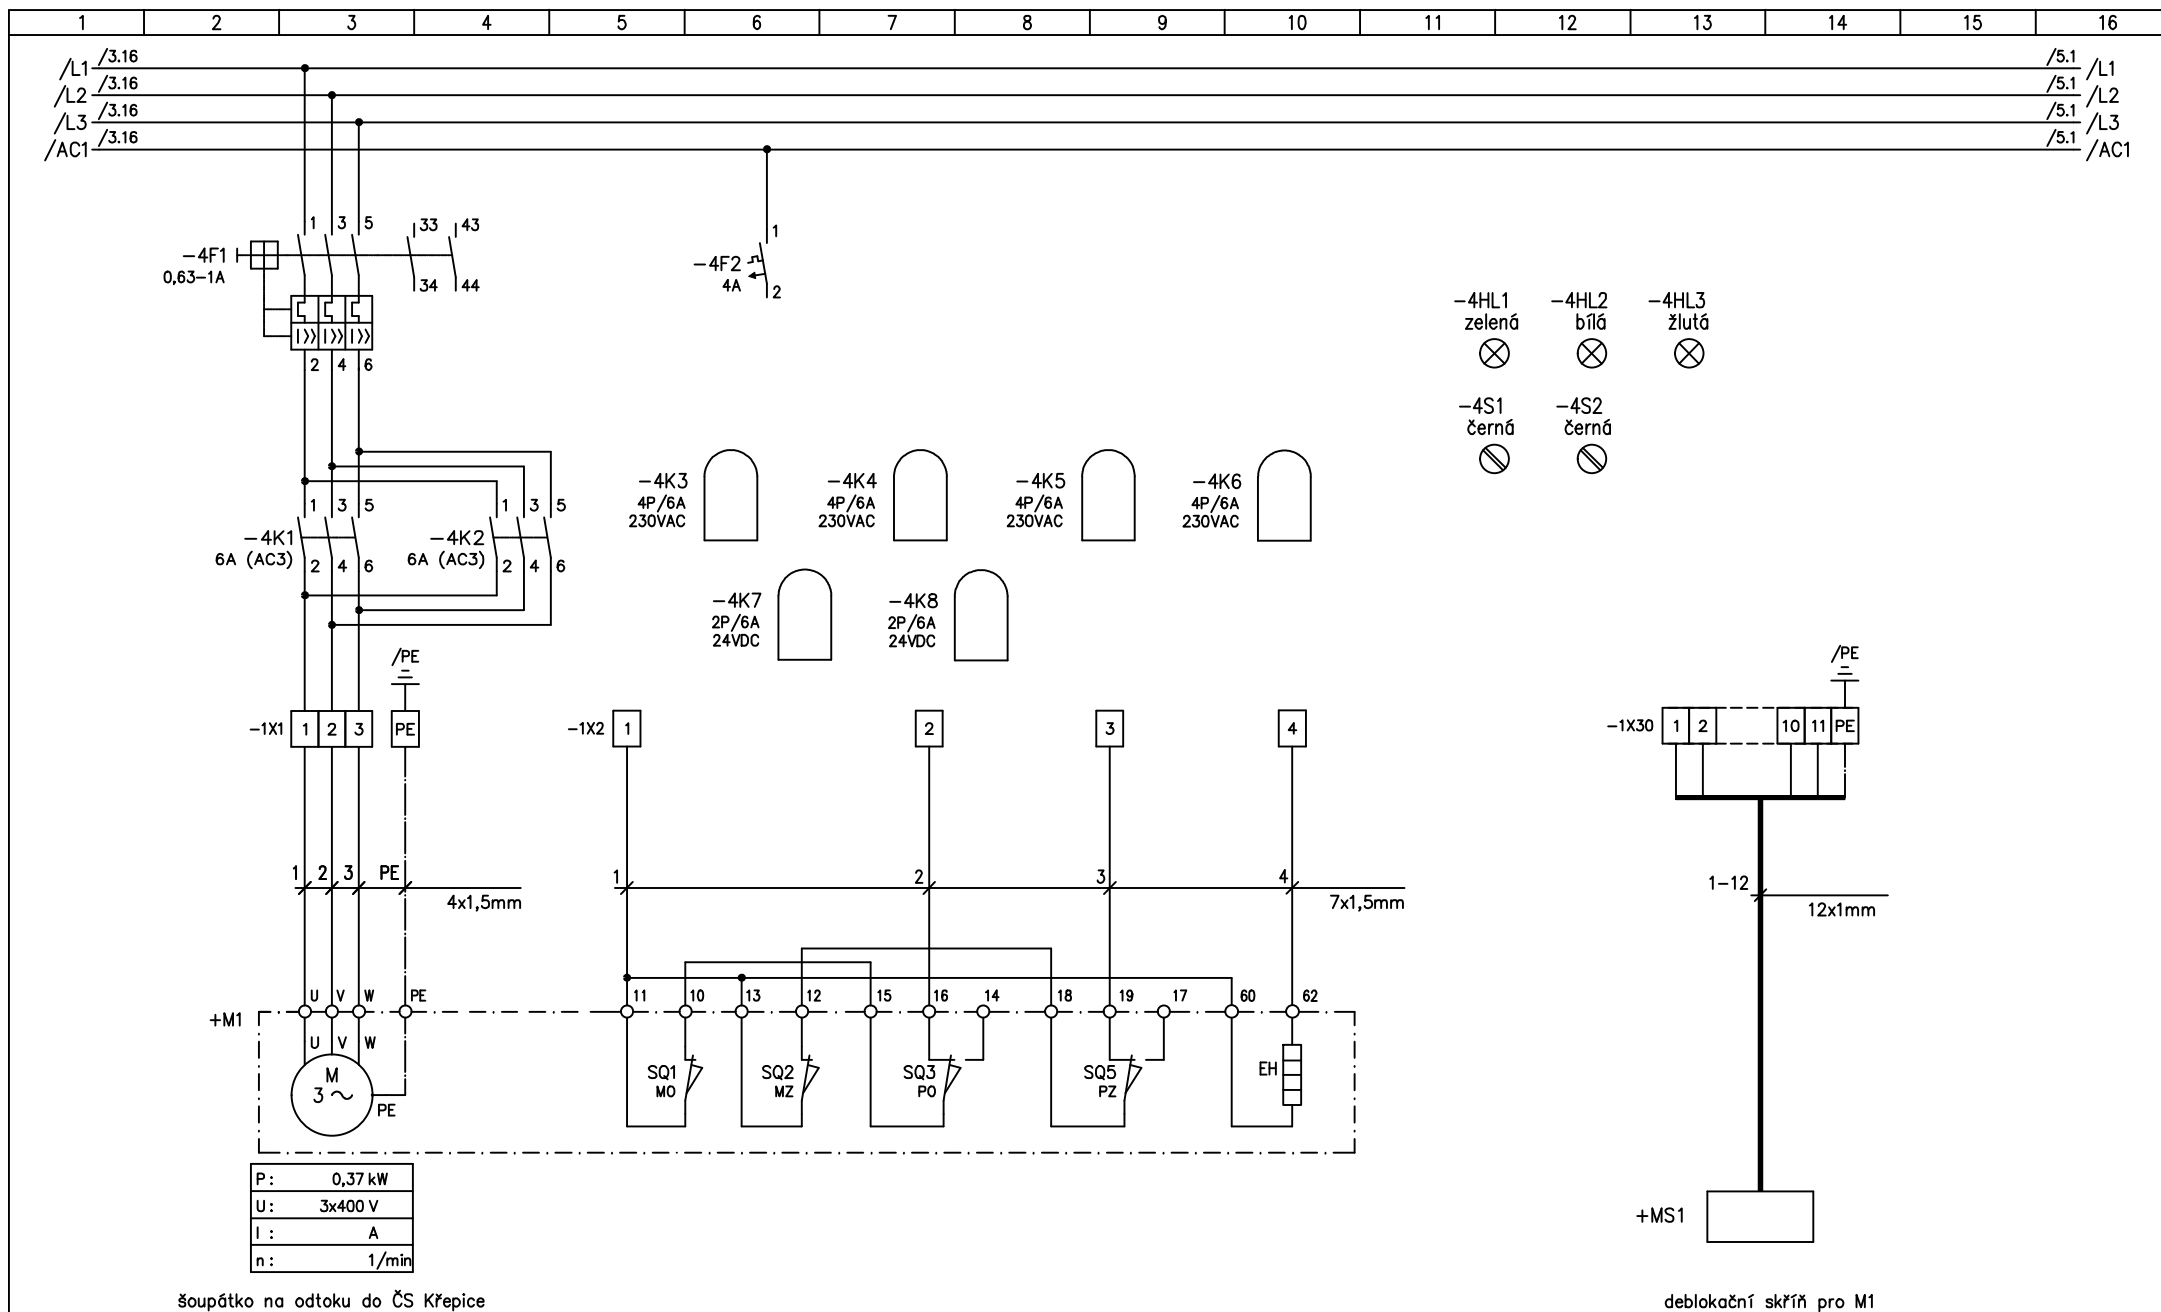 1 2 3 4 5 6 7 8 9 10 11 12 13 14 15 16
/L1 /3.16 /5.1 /L1
/L2 /3.16 /5.1 /L2
/L3 /3.16 /5.1 /L3
/AC1 /3.16 /5.1 /AC1
1 3 5 33 43
-4F1
0,63-1A
34 44
I>> I>> I>>
2 4 6
1
-4F2
4A
2
-4HL1 -4HL2 -4HL3
zelená bílá žlutá
-4S1 -4S2
černá černá
1 3 5 1 3 5
-4K1 -4K2
6A (AC3) 6A (AC3)
2 4 6 2 4 6
-4K3 -4K4 -4K5 -4K6
4P/6A 4P/6A 4P/6A 4P/6A
230VAC 230VAC 230VAC 230VAC
-4K7 -4K8
2P/6A 2P/6A
24VDC 24VDC
/PE /PE
-1X1 1 2 3 PE -1X2 1 2 3 4 -1X30 1 2 10 11 PE
1 2 3 PE 1 2 3 4 1-12
4x1,5mm 7x1,5mm 12x1mm
U V W PE 11 10 13 12 15 16 14 18 19 17 60 62
+M1
U V W
M
3
PE
SQ1 SQ2 SQ3 SQ5 EH
MO MZ PO PZ
P: 0,37 kW
U: 3x400 V
I: A
n: 1/min
+MS1
šoupátko na odtoku do ČS Křepice deblokační skříň pro M1